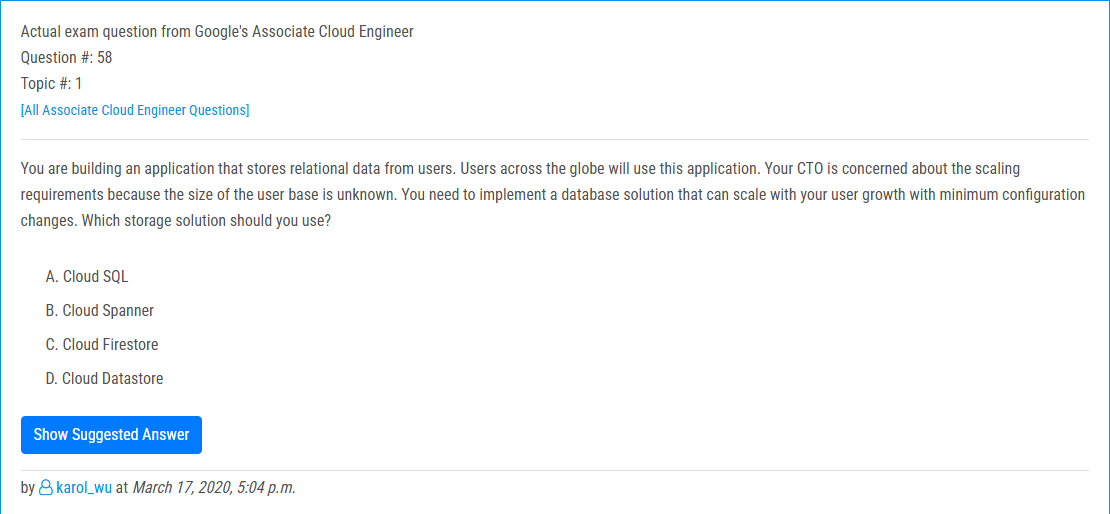 Actual exam question from Google's Associate Cloud Engineer
Question #: 58
Topic #: 1
[All Associate Cloud Engineer Questions]
You are building an application that stores relational data from users. Users across the globe will use this application. Your CTO is concerned about the scaling
requirements because the size of the user base is unknown. You need to implement a database solution that can scale with your user growth with minimum configuration
changes. Which storage solution should you use?
A. Cloud SQL
B. Cloud Spanner
C. Cloud Firestore
D. Cloud Datastore
Show Suggested Answer
by karol_wu at March 17, 2020, 5:04 p.m.